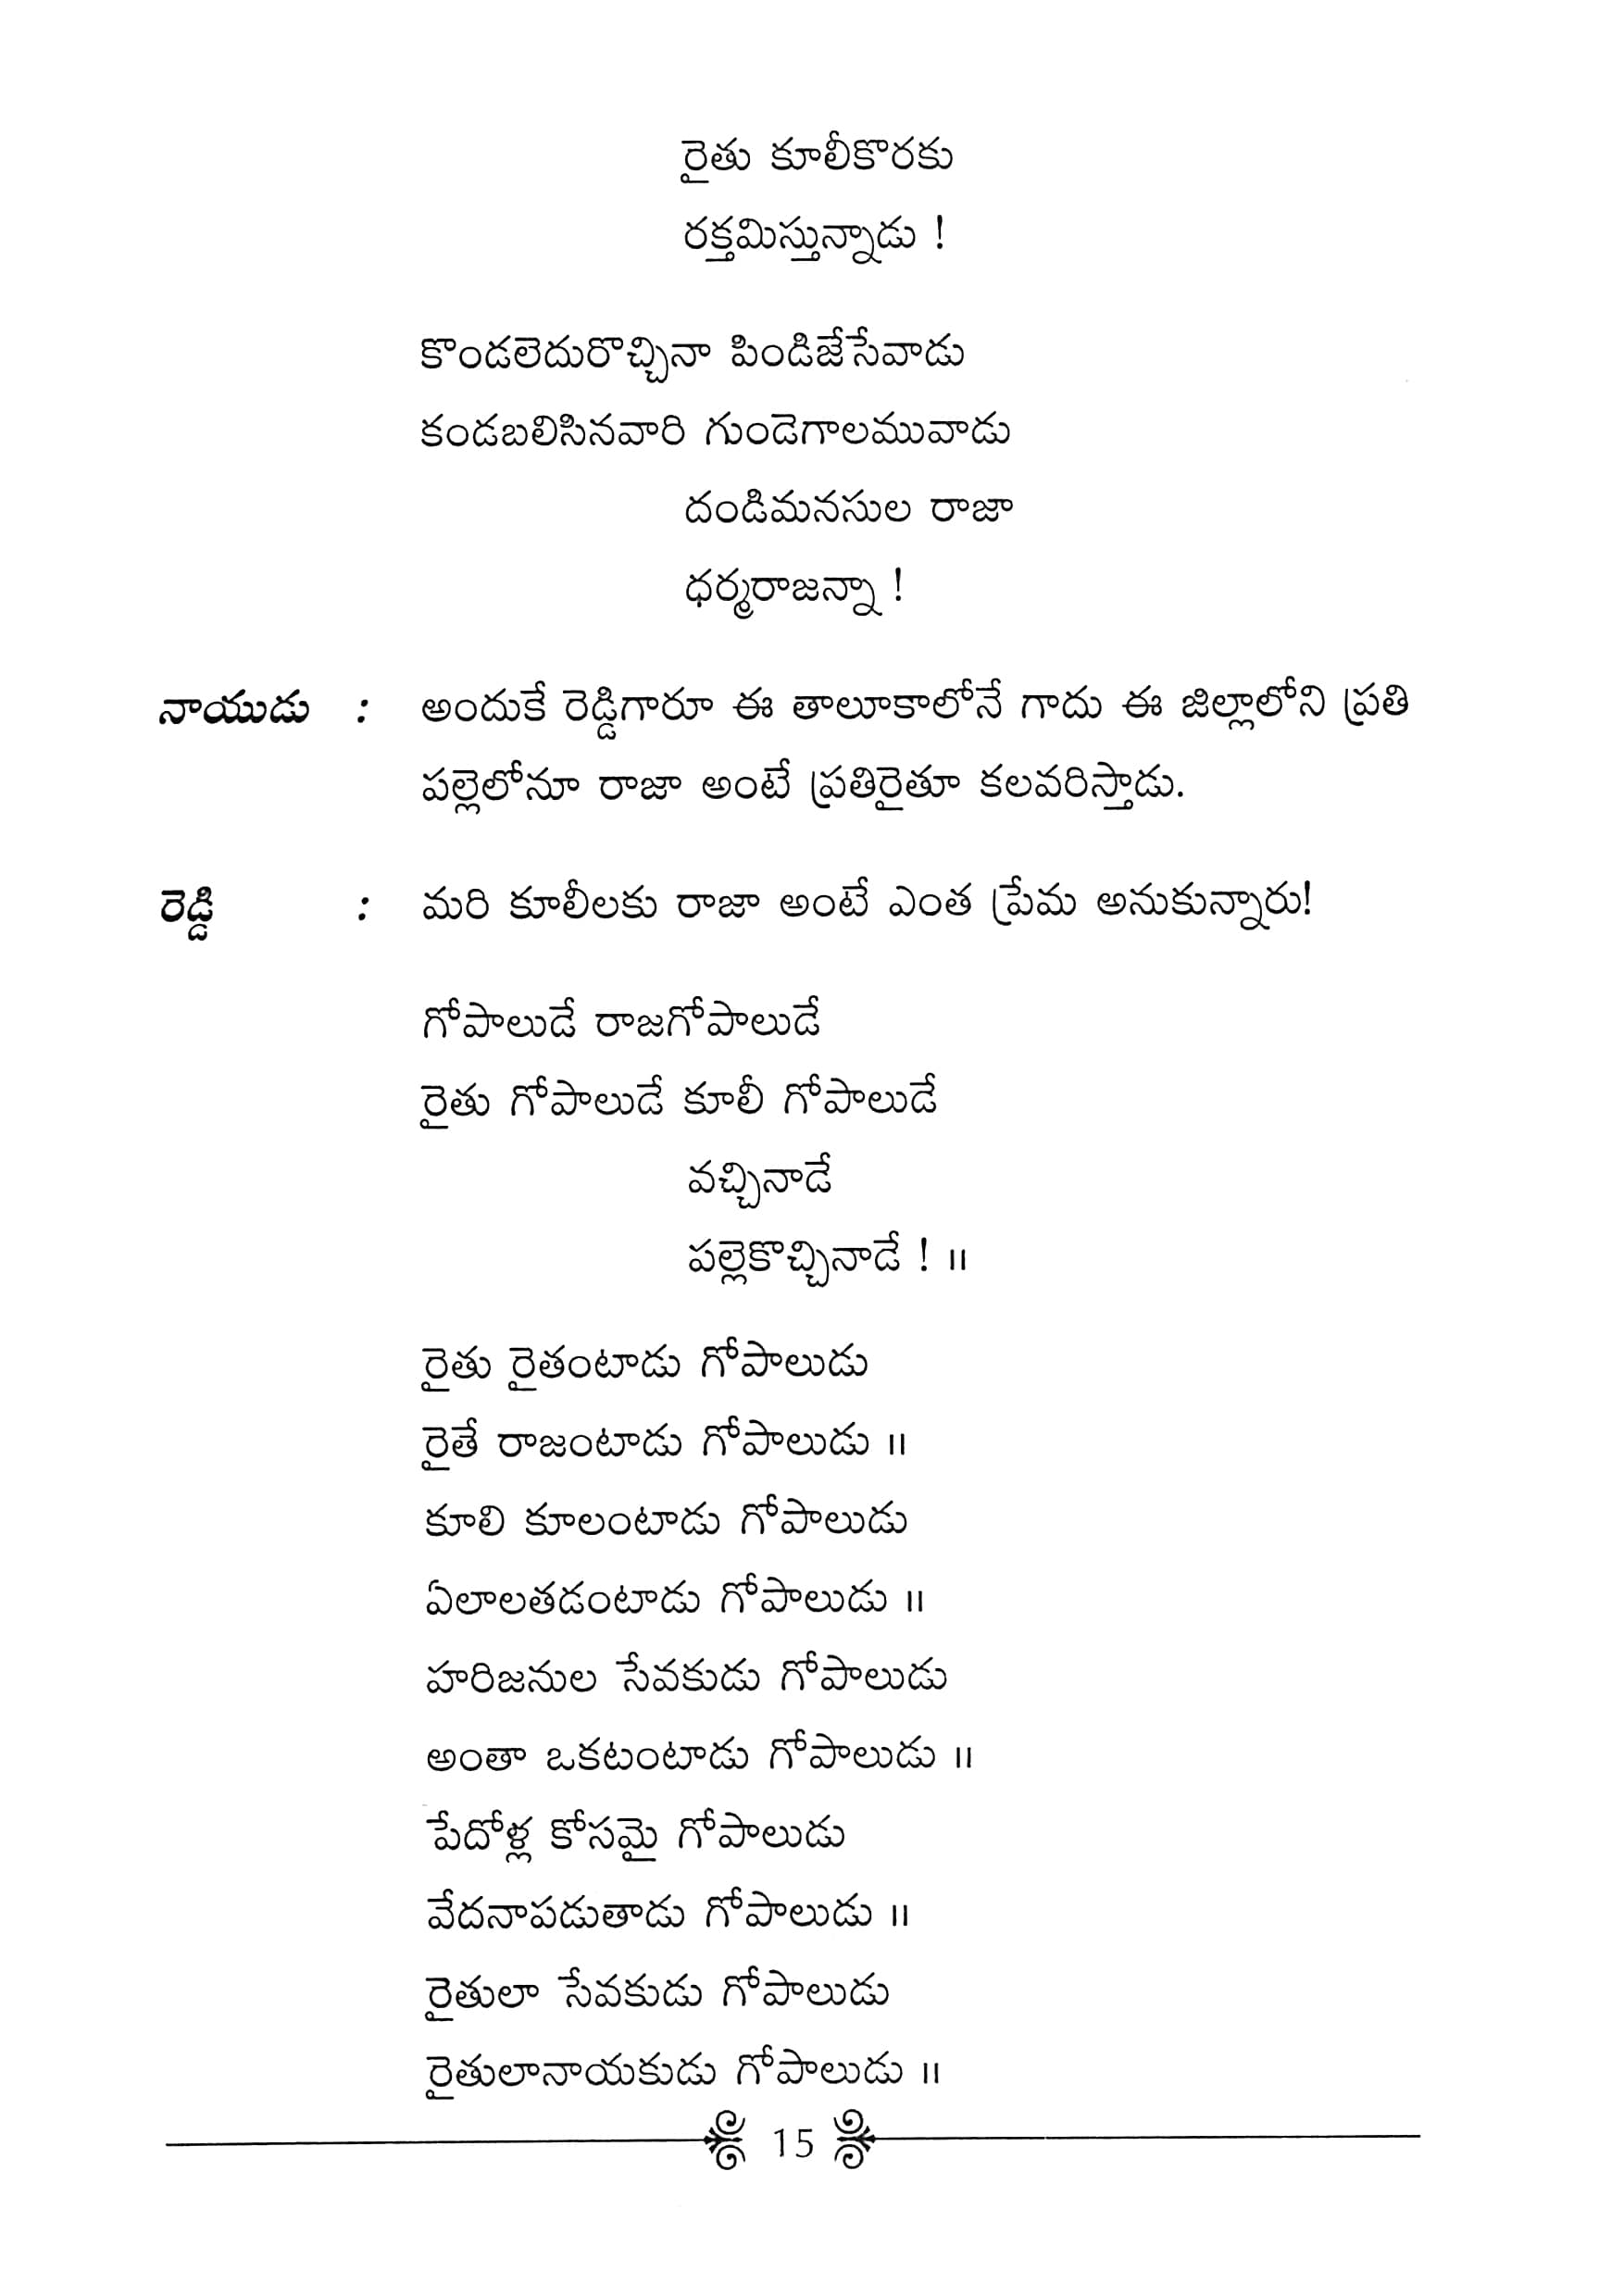 రైతు కూలీకొరకు
రక్తమిస్తున్నాడు !
కొండలెదురొచ్చినా పిండిజేసేవాడు
కండబలిసినవారి గుండెగాలమువాడు
దండిమనసుల రాజా
ధర్మరాజన్నా !
నాయుడు : అందుకే రెడ్డిగారూ ఈ తాలూకాలోనే గాదు ఈ జిల్లాలోని ప్రతి
పల్లెలోనూ రాజా అంటే ప్రతిరైతూ కలవరిస్తాడు.
రెడ్డి : మరి కూలీలకు రాజా అంటే ఎంత ప్రేమ అనుకున్నారు!
గోపాలుడే రాజగోపాలుడే
రైతు గోపాలుడే కూలీ గోపాలుడే
వచ్చినాడే
పల్లెకొచ్చినాడే ! ॥
రైతు రైతంటాడు గోపాలుడు
రైతే రాజంటాడు గోపాలుడు ॥
కూలి కూలంటాడు గోపాలుడు
ఏలాలతడంటాడు గోపాలుడు ॥
హరిజనుల సేవకుడు గోపాలుడు
అంతా ఒకటంటాడు గోపాలుడు ॥
పేదోళ్ల కోసమై గోపాలుడు
వేదనాపడుతాడు గోపాలుడు ॥
రైతులా సేవకుడు గోపాలుడు
రైతులానాయకుడు గోపాలుడు ॥
15